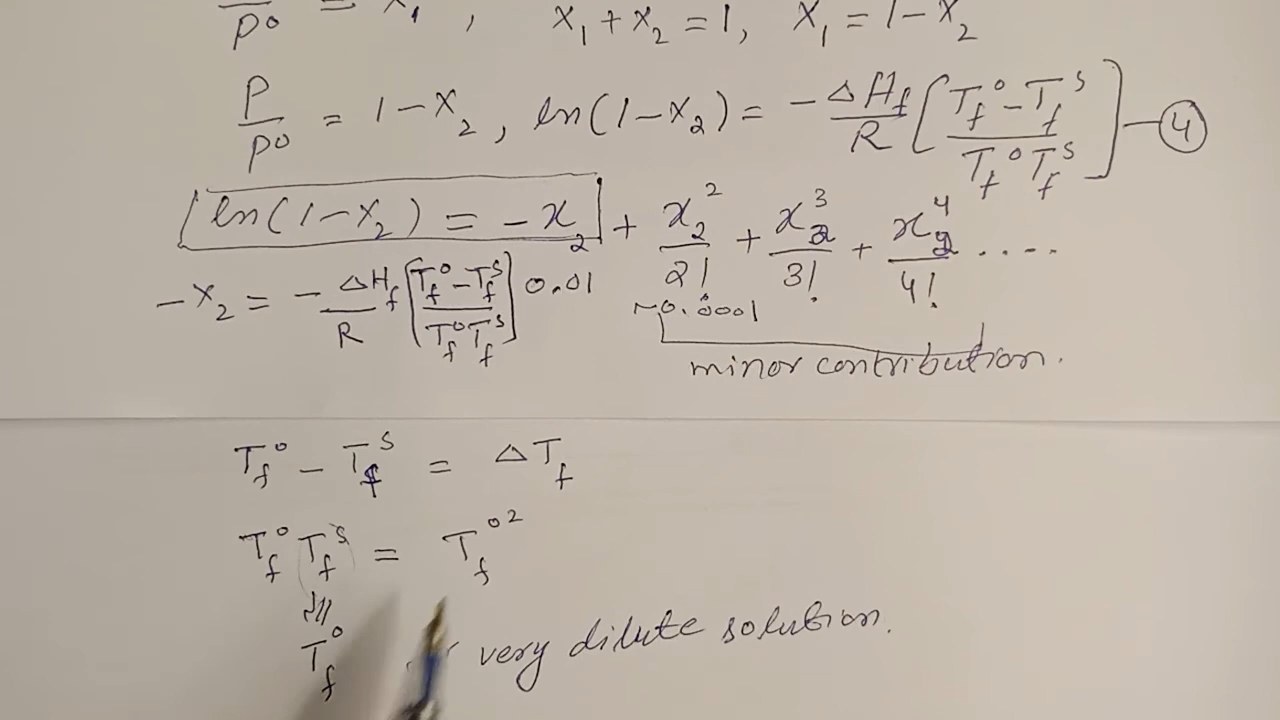 P° = x₁, x₁ + x₂ = 1, x₁ = 1 - x₂
P/P° = 1 - x₂, ln(1 - x₂) = - ΔH_f/R [ (T_f° - T_f^s) / (T_f° T_f^s) ] — ④
ln(1 - x₂) = - x₂ + x₂²/2! + x₂³/3! + x₂⁴/4! ....
- x₂ = - ΔH_f/R [ (T_f° - T_f^s) / (T_f° T_f^s) ] 0.01 ~0.0001
minor contribution.
T_f° - T_f^s = ΔT_f
T_f° T_f^s = T_f°²
T_f° very dilute solution.